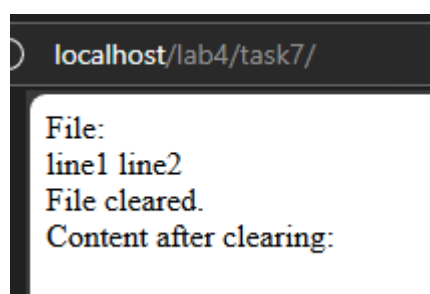 localhost/lab4/task7/
File:
line1 line2
File cleared.
Content after clearing: